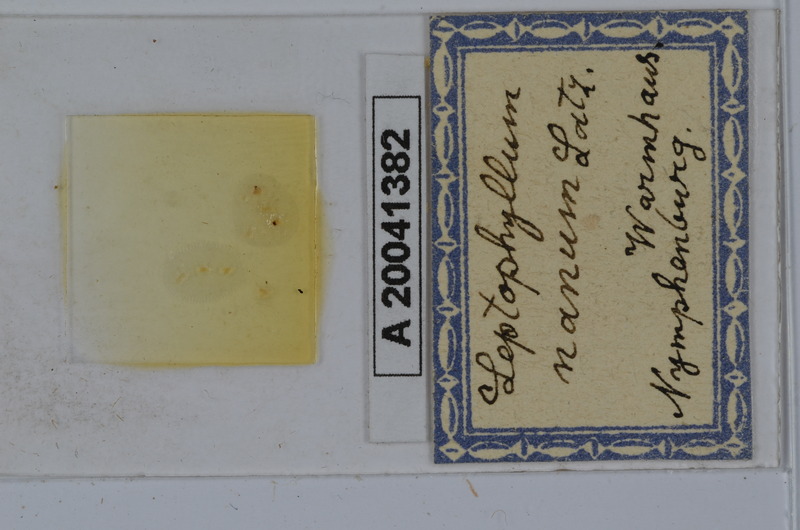 A 20041382
Leptophyllum
nanum Latz.
Warmhaus.
Nymphenburg.